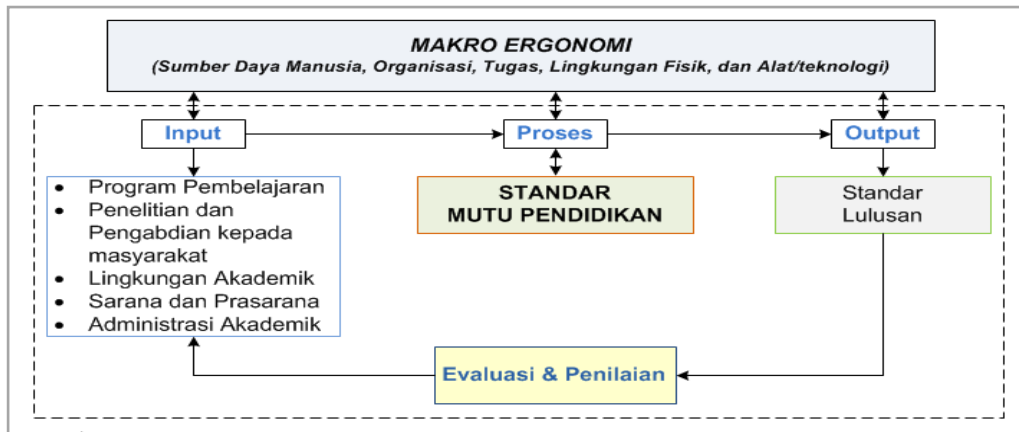 MAKRO ERGONOMI
(Sumber Daya Manusia, Organisasi, Tugas, Lingkungan Fisik, dan Alat/teknologi)
Input
Proses
Output
• Program Pembelajaran
• Penelitian dan
Pengabdian kepada
masyarakat
• Lingkungan Akademik
• Sarana dan Prasarana
• Administrasi Akademik
STANDAR
MUTU PENDIDIKAN
Standar
Lulusan
Evaluasi & Penilaian